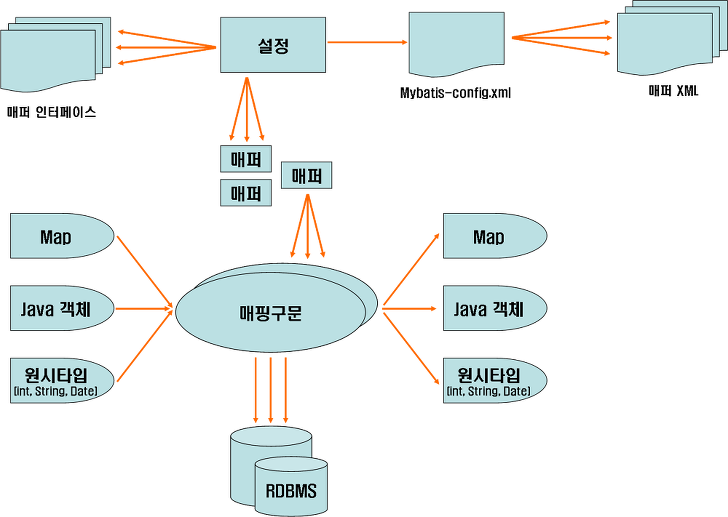 설정
매퍼 인터페이스
Mybatis-config.xml
매퍼 XML
매퍼
매퍼
매퍼
Map
Map
Java 객체
매핑구문
Java 객체
원시타입
[int, String, Date]
원시타입
[int, String, Date]
RDBMS